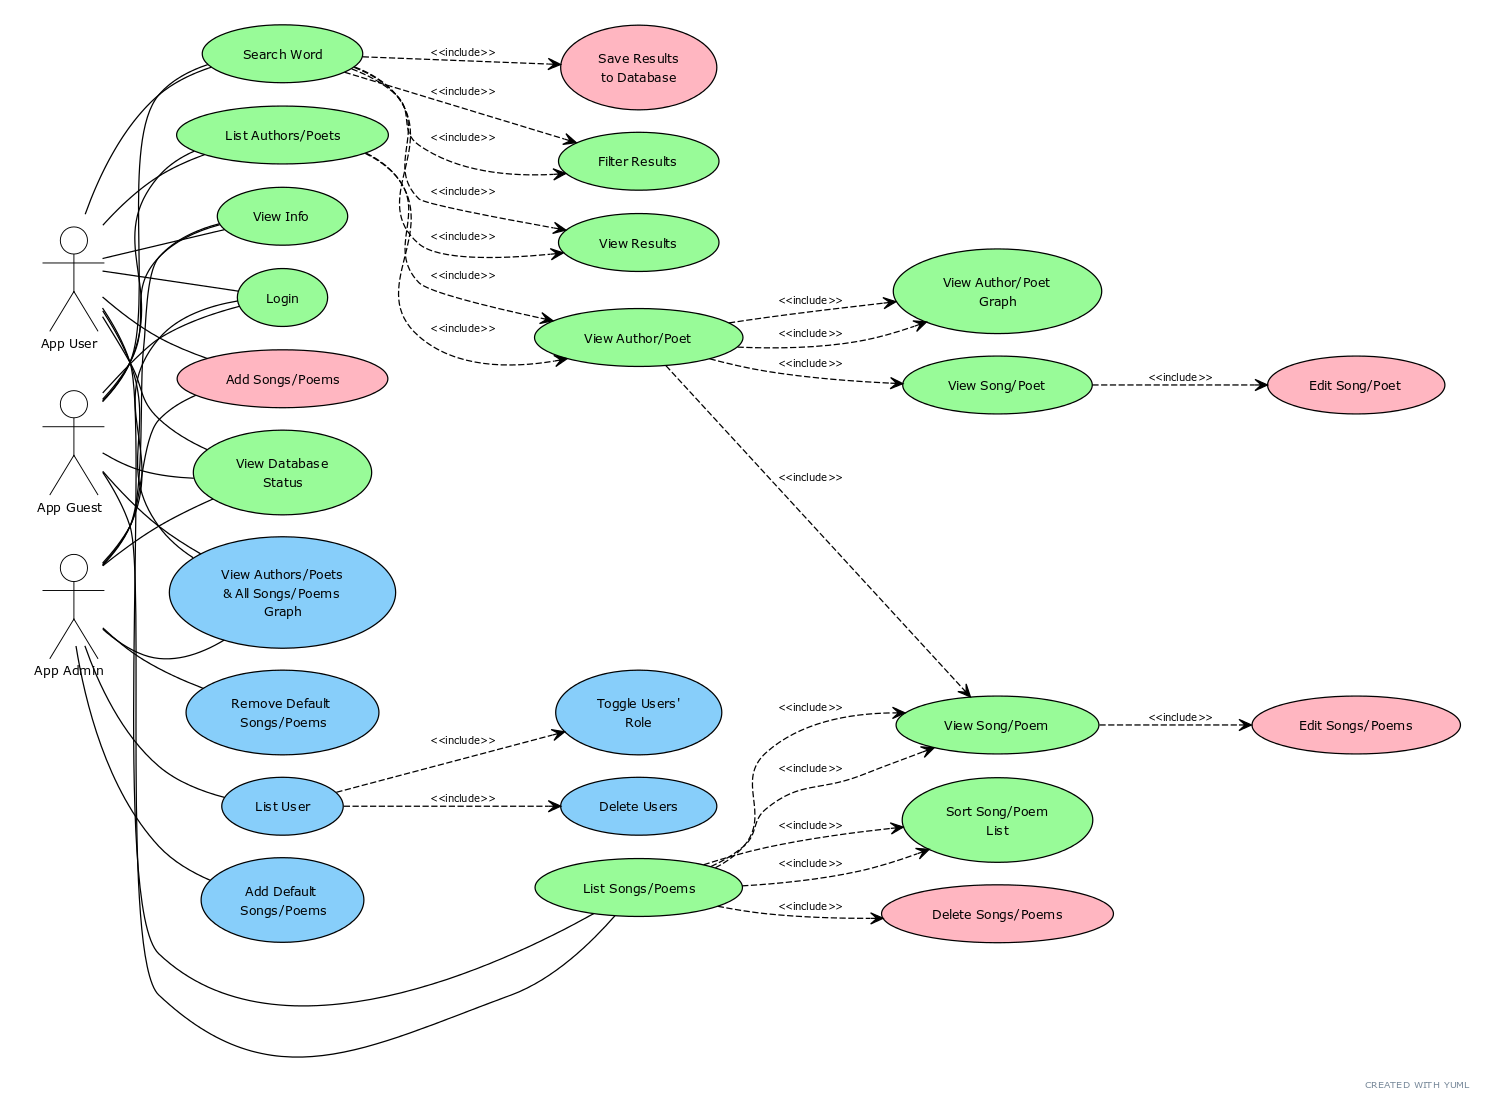 Search Word
<<include>>
Save Results
to Database
<<include>>
List Authors/Poets
<<include>>
Filter Results
<<include>>
View Info
<<include>>
View Results
<<include>>
View Author/Poet
Graph
Login
<<include>>
<<include>>
<<include>>
App User
View Author/Poet
<<include>>
<<include>>
Add Songs/Poems
View Song/Poet
<<include>>
Edit Song/Poet
View Database
Status
<<include>>
App Guest
View Authors/Poets
& All Songs/Poems
Graph
App Admin
Remove Default
Songs/Poems
Toggle Users'
Role
<<include>>
<<include>>
View Song/Poem
<<include>>
Edit Songs/Poems
<<include>>
List User
<<include>>
Delete Users
Sort Song/Poem
List
<<include>>
<<include>>
Add Default
Songs/Poems
List Songs/Poems
<<include>>
Delete Songs/Poems
CREATED WITH YUML